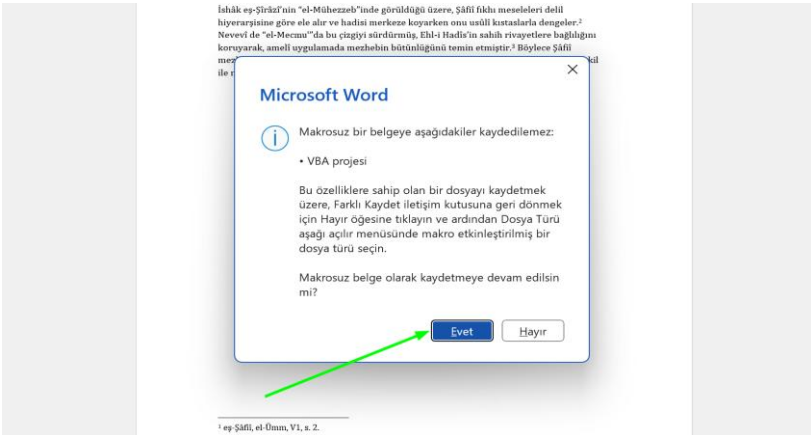 İshâk eş-Şîrâzî’nin “el-Mühezzeb”inde görüldüğü üzere, Şâfiî fıkhı meseleleri delil
hiyerarşisine göre ele alır ve hadisi merkeze koyarken onu usûlî kıstaslarla dengeler.²
Nevevî de “el-Mecmu'”da bu çizgiyi sürdürmüş, Ehl-i Hadîs’in sahih rivayetlere bağlılığını
koruyarak, amelî uygulamada mezhebin bütünlüğünü temin etmiştir.³ Böylece Şâfiî
Microsoft Word
Makrosuz bir belgeye aşağıdakiler kaydedilemez:
• VBA projesi
Bu özelliklere sahip olan bir dosyayı kaydetmek
üzere, Farklı Kaydet iletişim kutusuna geri dönmek
için Hayır öğesine tıklayın ve ardından Dosya Türü
aşağı açılır menüsünde makro etkinleştirilmiş bir
dosya türü seçin.
Makrosuz belge olarak kaydetmeye devam edilsin
mi?
Evet Hayır
¹ eş-Şâfiî, el-Ümm, V1, s. 2.